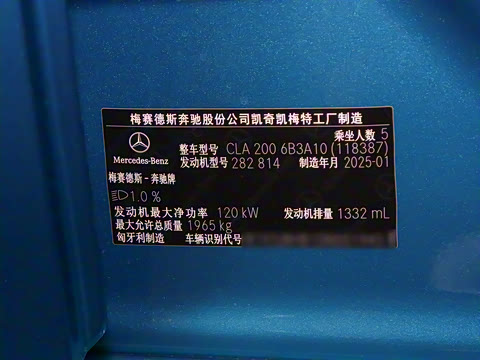 梅赛德斯奔驰股份公司凯奇凯梅特工厂制造
乘坐人数 5
整车型号 CLA 200 6B3A10 (118387)
Mercedes-Benz 发动机型号 282 814 制造年月 2025-01
梅赛德斯-奔驰牌
1.0 %
发动机最大净功率 120 kW 发动机排量 1332 mL
最大允许总质量 1965 kg
匈牙利制造 车辆识别代号